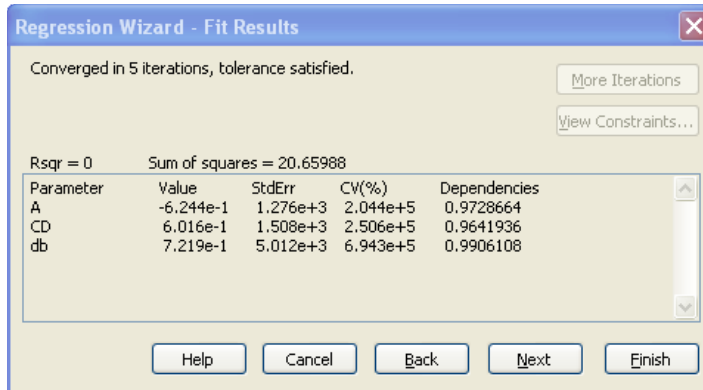 Regression Wizard - Fit Results
Converged in 5 iterations, tolerance satisfied.
More Iterations
View Constraints...
Rsqr = 0 Sum of squares = 20.65988
Parameter Value StdErr CV(%) Dependencies
A -6.244e-1 1.276e+3 2.044e+5 0.9728664
CD 6.016e-1 1.508e+3 2.506e+5 0.9641936
db 7.219e-1 5.012e+3 6.943e+5 0.9906108
Help Cancel Back Next Finish